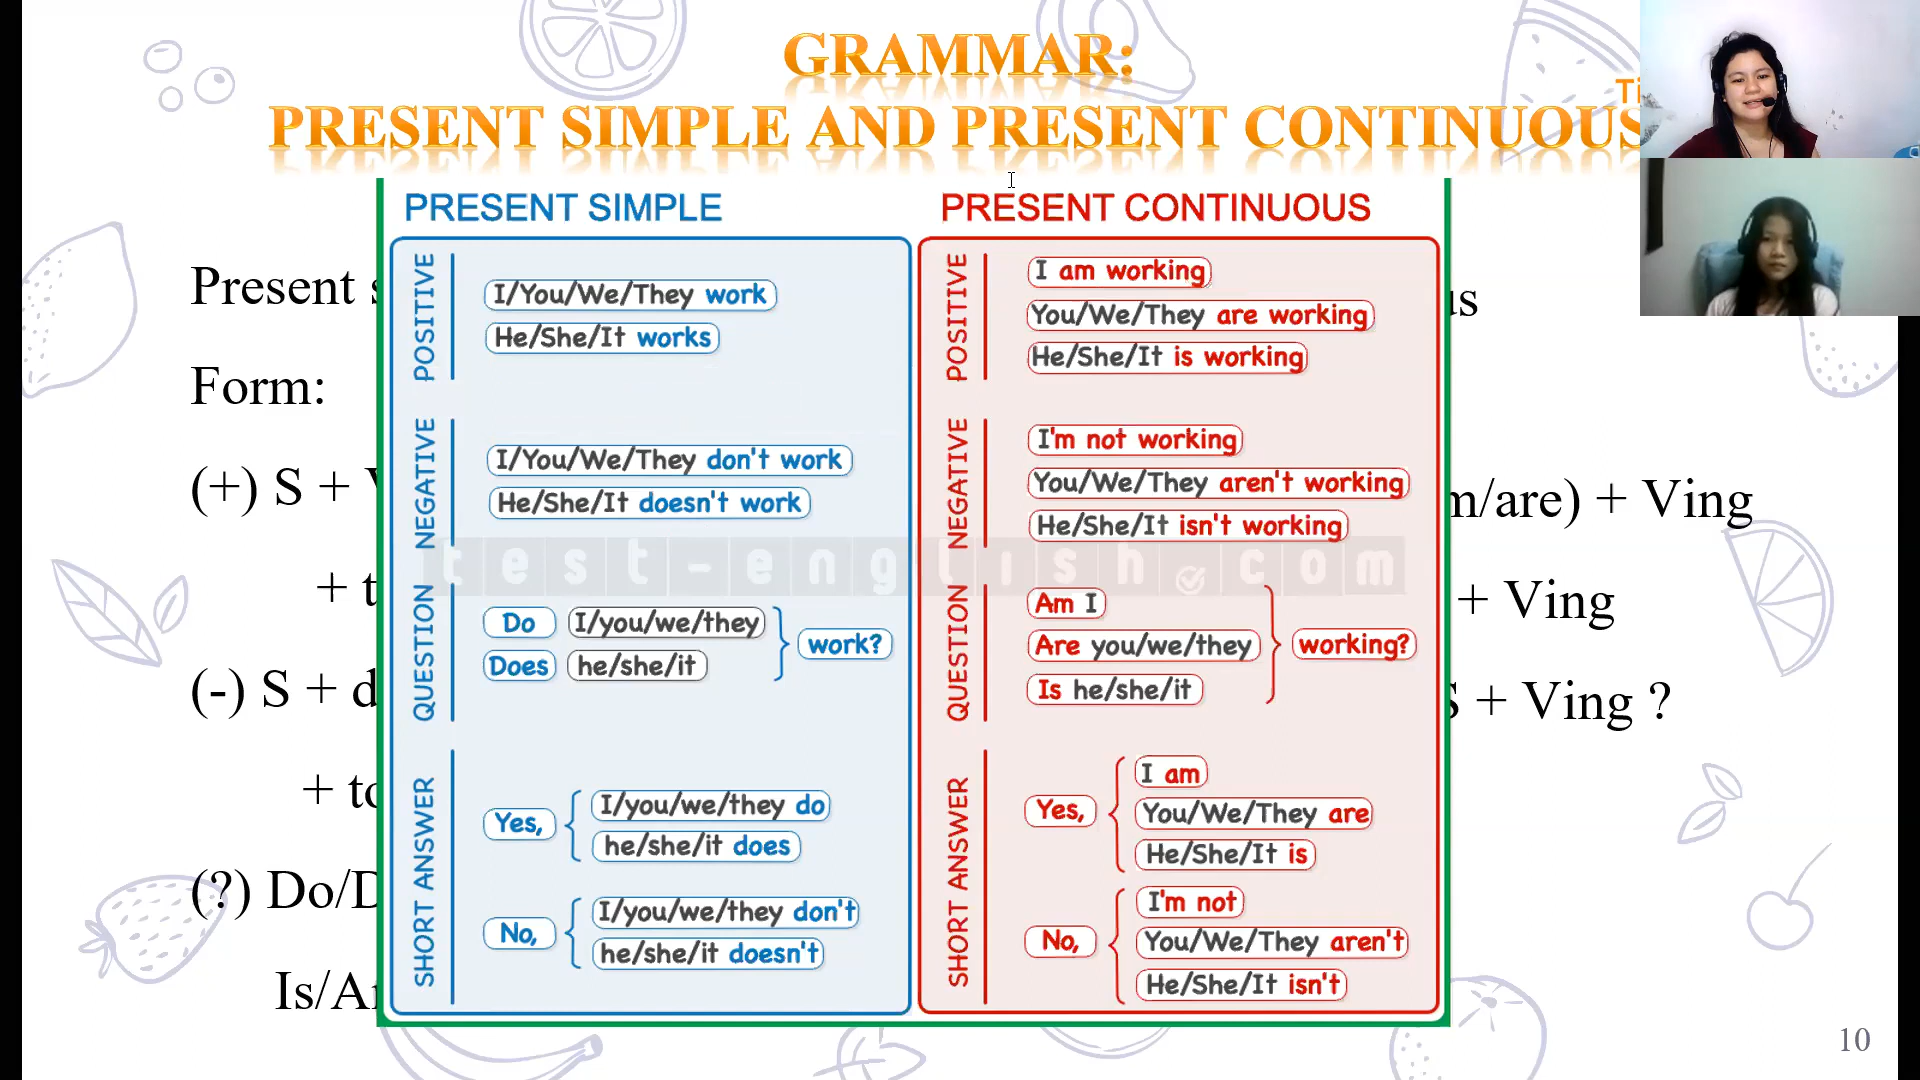 GRAMMAR:
PRESENT SIMPLE AND PRESENT CONTINUOUS
Present
Form:
(+) S +
+
(-) S +
+
(?)
PRESENT SIMPLE
POSITIVE
I/You/We/They work
He/She/It works
NEGATIVE
I/You/We/They don't work
He/She/It doesn't work
QUESTION
Do I/you/we/they
Does he/she/it
work?
SHORT ANSWER
Yes,
I/you/we/they do
he/she/it does
No,
I/you/we/they don't
he/she/it doesn't
PRESENT CONTINUOUS
POSITIVE
I am working
You/We/They are working
He/She/It is working
NEGATIVE
I'm not working
You/We/They aren't working
He/She/It isn't working
QUESTION
Am I
Are you/we/they
Is he/she/it
working?
SHORT ANSWER
Yes,
I am
You/We/They are
He/She/It is
No,
I'm not
You/We/They aren't
He/She/It isn't
test-english.com
+ Ving
+ Ving
+ Ving ?
10